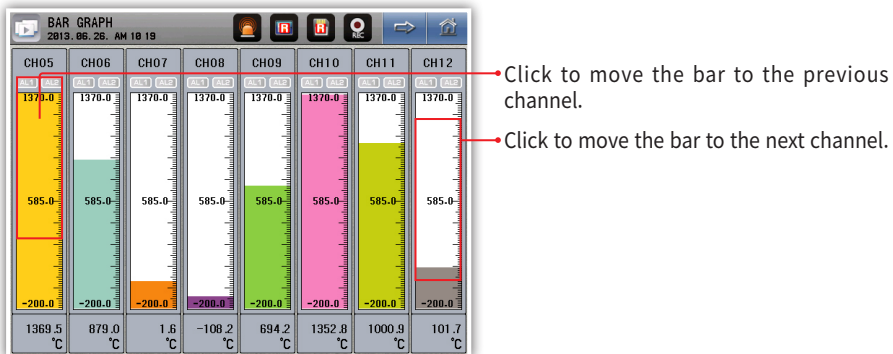 BAR GRAPH
2013.06.26. AM 10 19
REC
CH05 CH06 CH07 CH08 CH09 CH10 CH11 CH12
AL1 AL2 AL1 AL2 AL1 AL2 AL1 AL2 AL1 AL2 AL1 AL2 AL1 AL2 AL1 AL2
1370.0 1370.0 1370.0 1370.0 1370.0 1370.0 1370.0 1370.0
585.0 585.0 585.0 585.0 585.0 585.0 585.0 585.0
-200.0 -200.0 -200.0 -200.0 -200.0 -200.0 -200.0 -200.0
1369.5 879.0 1.6 -108.2 694.2 1352.8 1000.9 101.7
℃ ℃ ℃ ℃ ℃ ℃ ℃ ℃
Click to move the bar to the previous
channel.
Click to move the bar to the next channel.